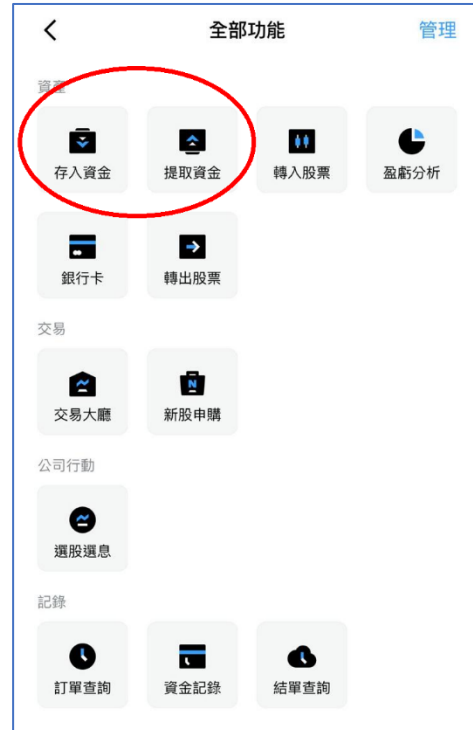 全部功能 管理
資產
存入資金 提取資金 轉入股票 盈虧分析
銀行卡 轉出股票
交易
交易大廳 新股申購
公司行動
選股選息
記錄
訂單查詢 資金記錄 結單查詢